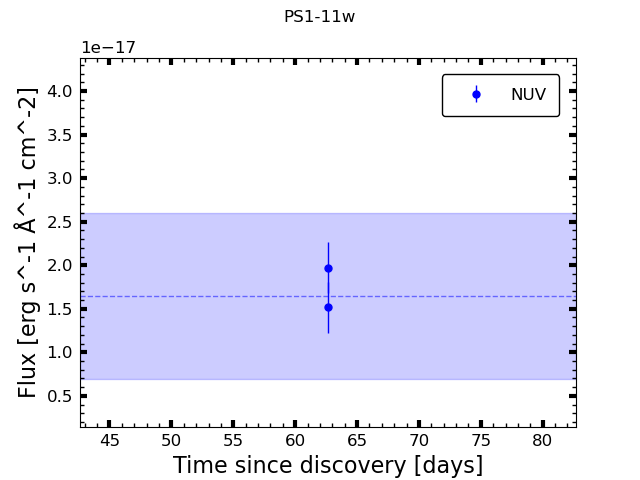 PS1-11w
1e−17
NUV
4.0
3.5
3.0
2.5
2.0
1.5
1.0
0.5
Flux [erg s^-1 Å^-1 cm^-2]
45 50 55 60 65 70 75 80
Time since discovery [days]